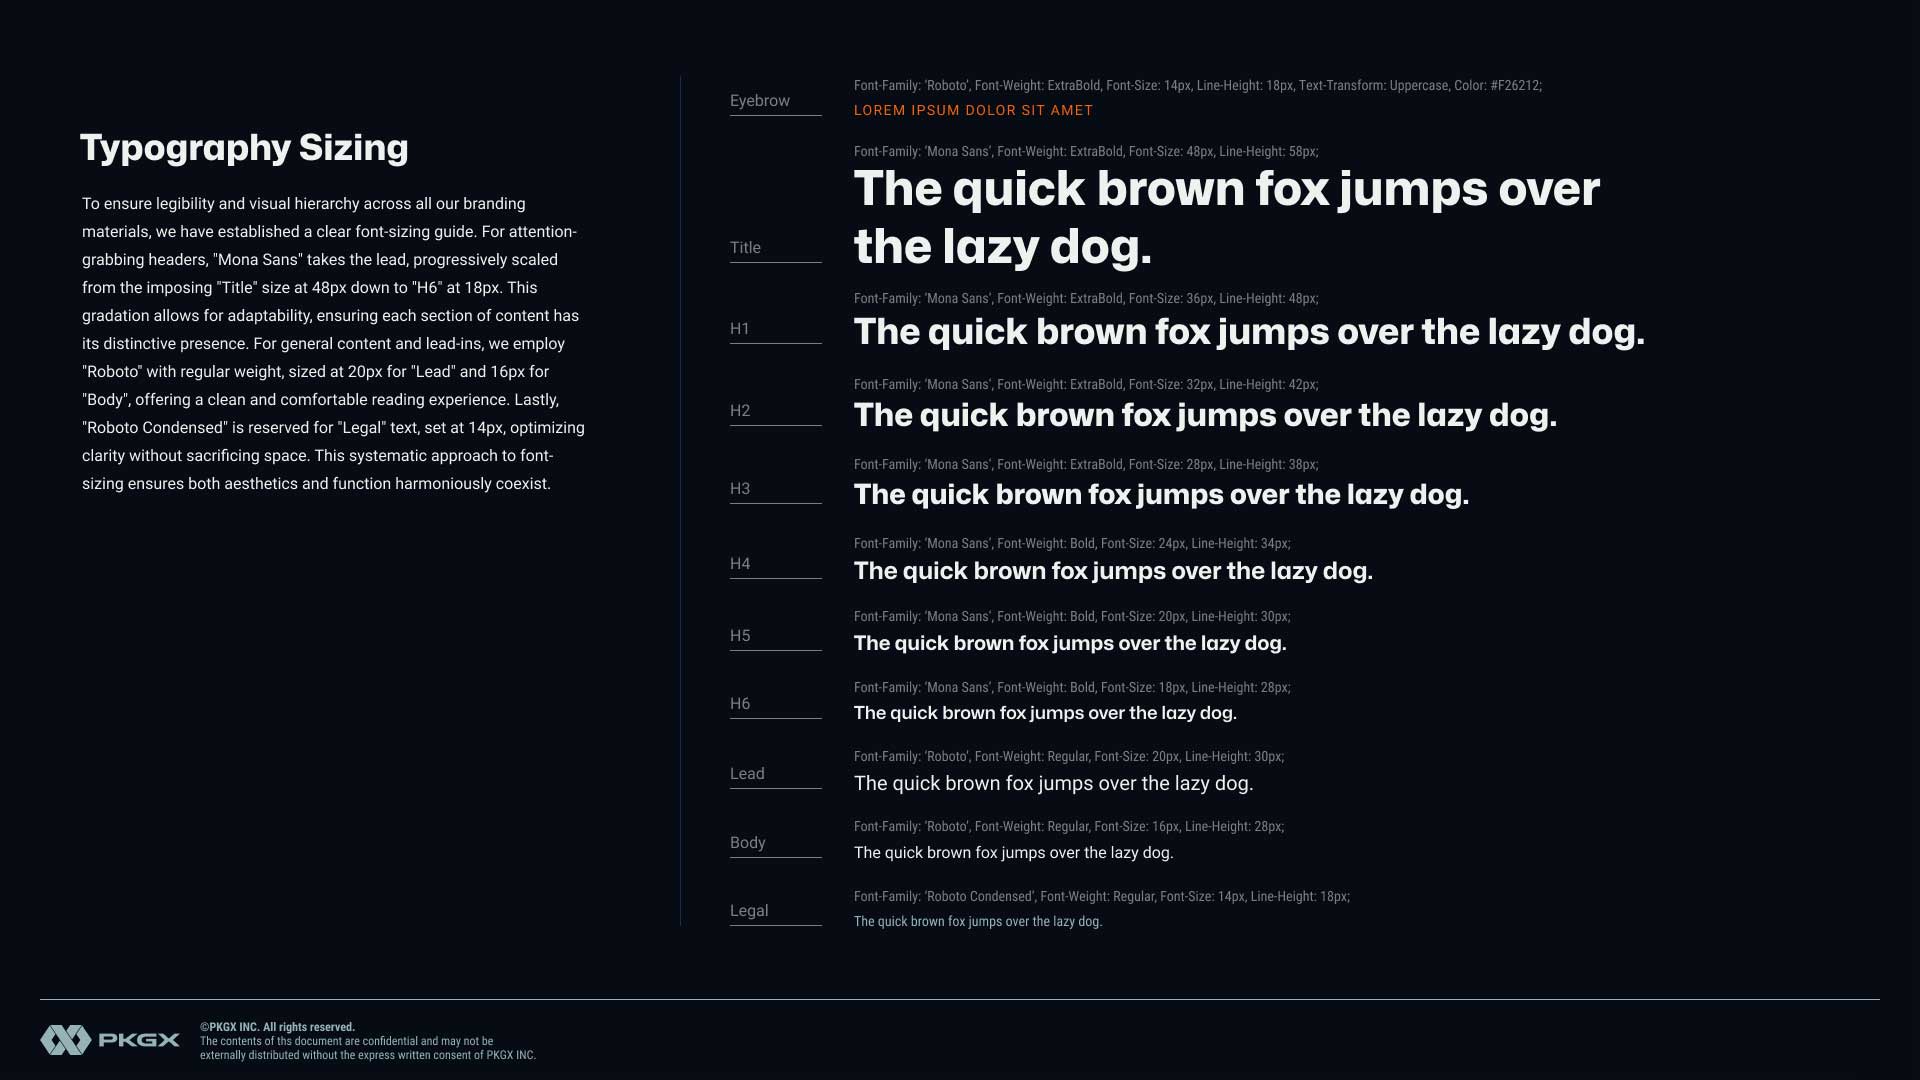 Typography Sizing
To ensure legibility and visual hierarchy across all our branding
materials, we have established a clear font-sizing guide. For attention-
grabbing headers, "Mona Sans" takes the lead, progressively scaled
from the imposing "Title" size at 48px down to "H6" at 18px. This
gradation allows for adaptability, ensuring each section of content has
its distinctive presence. For general content and lead-ins, we employ
"Roboto" with regular weight, sized at 20px for "Lead" and 16px for
"Body", offering a clean and comfortable reading experience. Lastly,
"Roboto Condensed" is reserved for "Legal" text, set at 14px, optimizing
clarity without sacrificing space. This systematic approach to font-
sizing ensures both aesthetics and function harmoniously coexist.
Eyebrow
Font-Family: ‘Roboto’, Font-Weight: ExtraBold, Font-Size: 14px, Line-Height: 18px, Text-Transform: Uppercase, Color: #F26212;
LOREM IPSUM DOLOR SIT AMET
Title
Font-Family: ‘Mona Sans’, Font-Weight: ExtraBold, Font-Size: 48px, Line-Height: 58px;
The quick brown fox jumps over
the lazy dog.
H1
Font-Family: ‘Mona Sans’, Font-Weight: ExtraBold, Font-Size: 36px, Line-Height: 48px;
The quick brown fox jumps over the lazy dog.
H2
Font-Family: ‘Mona Sans’, Font-Weight: ExtraBold, Font-Size: 32px, Line-Height: 42px;
The quick brown fox jumps over the lazy dog.
H3
Font-Family: ‘Mona Sans’, Font-Weight: ExtraBold, Font-Size: 28px, Line-Height: 38px;
The quick brown fox jumps over the lazy dog.
H4
Font-Family: ‘Mona Sans’, Font-Weight: Bold, Font-Size: 24px, Line-Height: 34px;
The quick brown fox jumps over the lazy dog.
H5
Font-Family: ‘Mona Sans’, Font-Weight: Bold, Font-Size: 20px, Line-Height: 30px;
The quick brown fox jumps over the lazy dog.
H6
Font-Family: ‘Mona Sans’, Font-Weight: Bold, Font-Size: 18px, Line-Height: 28px;
The quick brown fox jumps over the lazy dog.
Lead
Font-Family: ‘Roboto’, Font-Weight: Regular, Font-Size: 20px, Line-Height: 30px;
The quick brown fox jumps over the lazy dog.
Body
Font-Family: ‘Roboto’, Font-Weight: Regular, Font-Size: 16px, Line-Height: 28px;
The quick brown fox jumps over the lazy dog.
Legal
Font-Family: ‘Roboto Condensed’, Font-Weight: Regular, Font-Size: 14px, Line-Height: 18px;
The quick brown fox jumps over the lazy dog.
PKGX
©PKGX INC. All rights reserved.
The contents of ths document are confidential and may not be
externally distributed without the express written consent of PKGX INC.